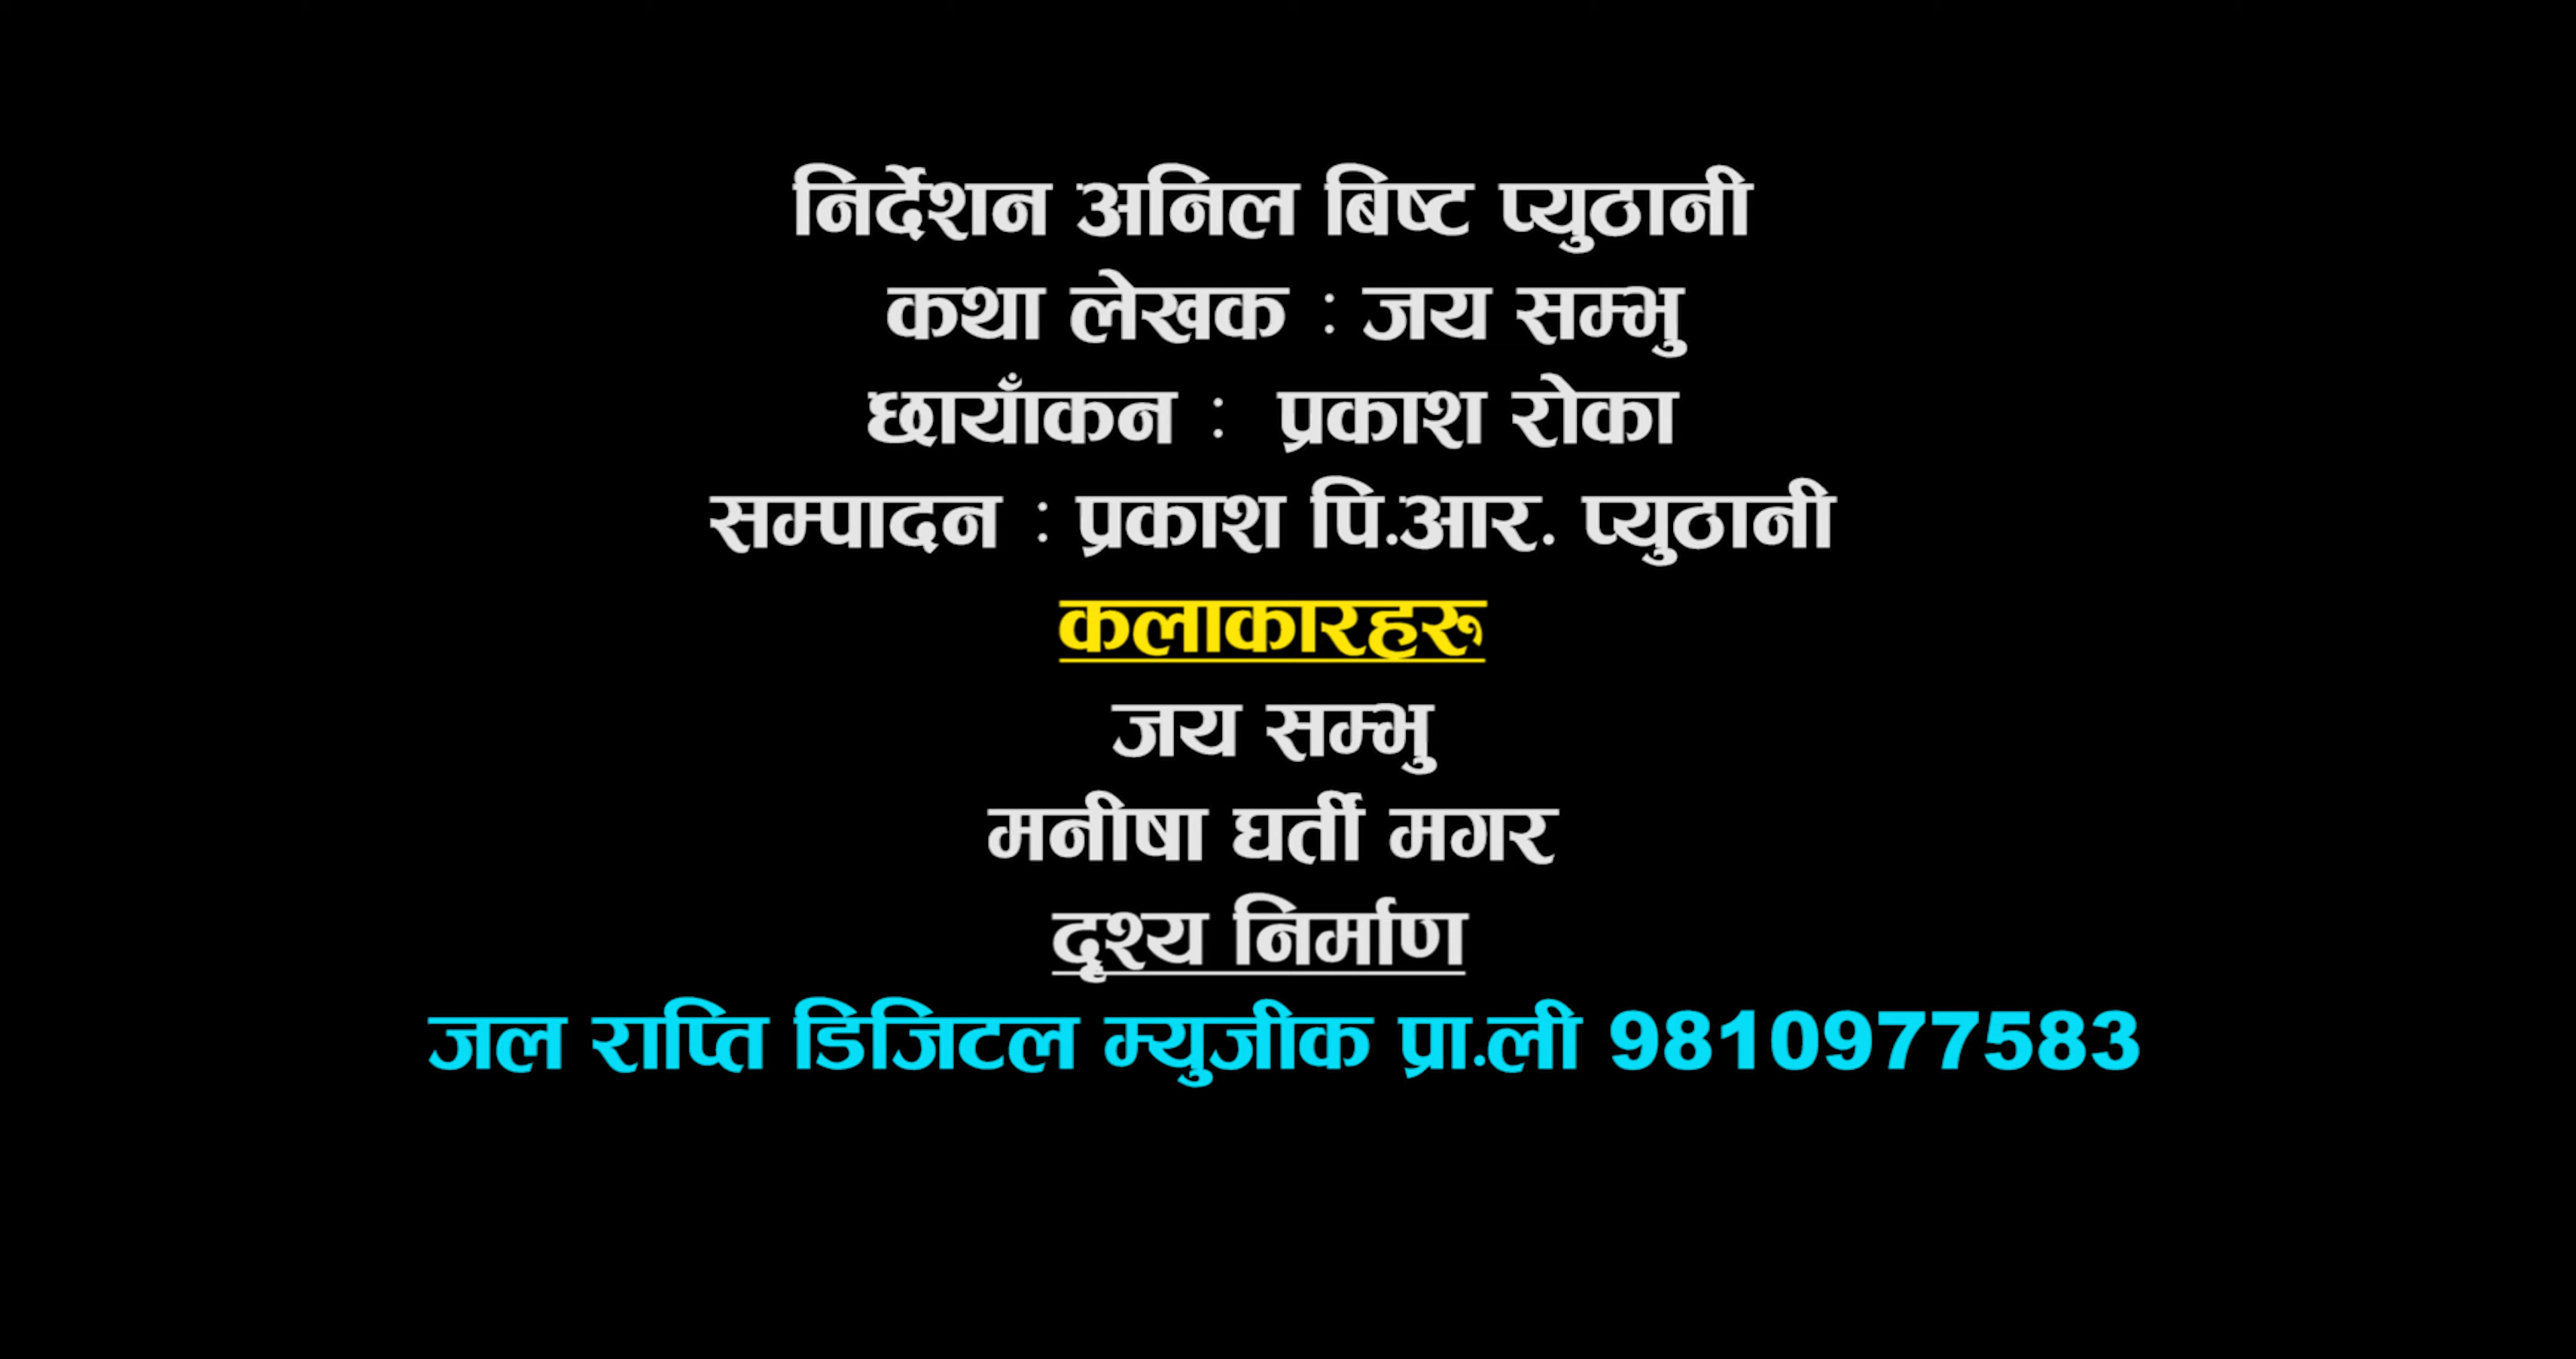 निर्देशन अनिल बिष्ट प्युठानी
कथा लेखक : जय सम्भु
छायाँकन : प्रकाश रोका
सम्पादन : प्रकाश पि.आर. प्युठानी
कलाकारहरू
जय सम्भु
मनीषा घर्ती मगर
दृश्य निर्माण
जल राप्ति डिजिटल म्युजीक प्रा.ली 9810977583